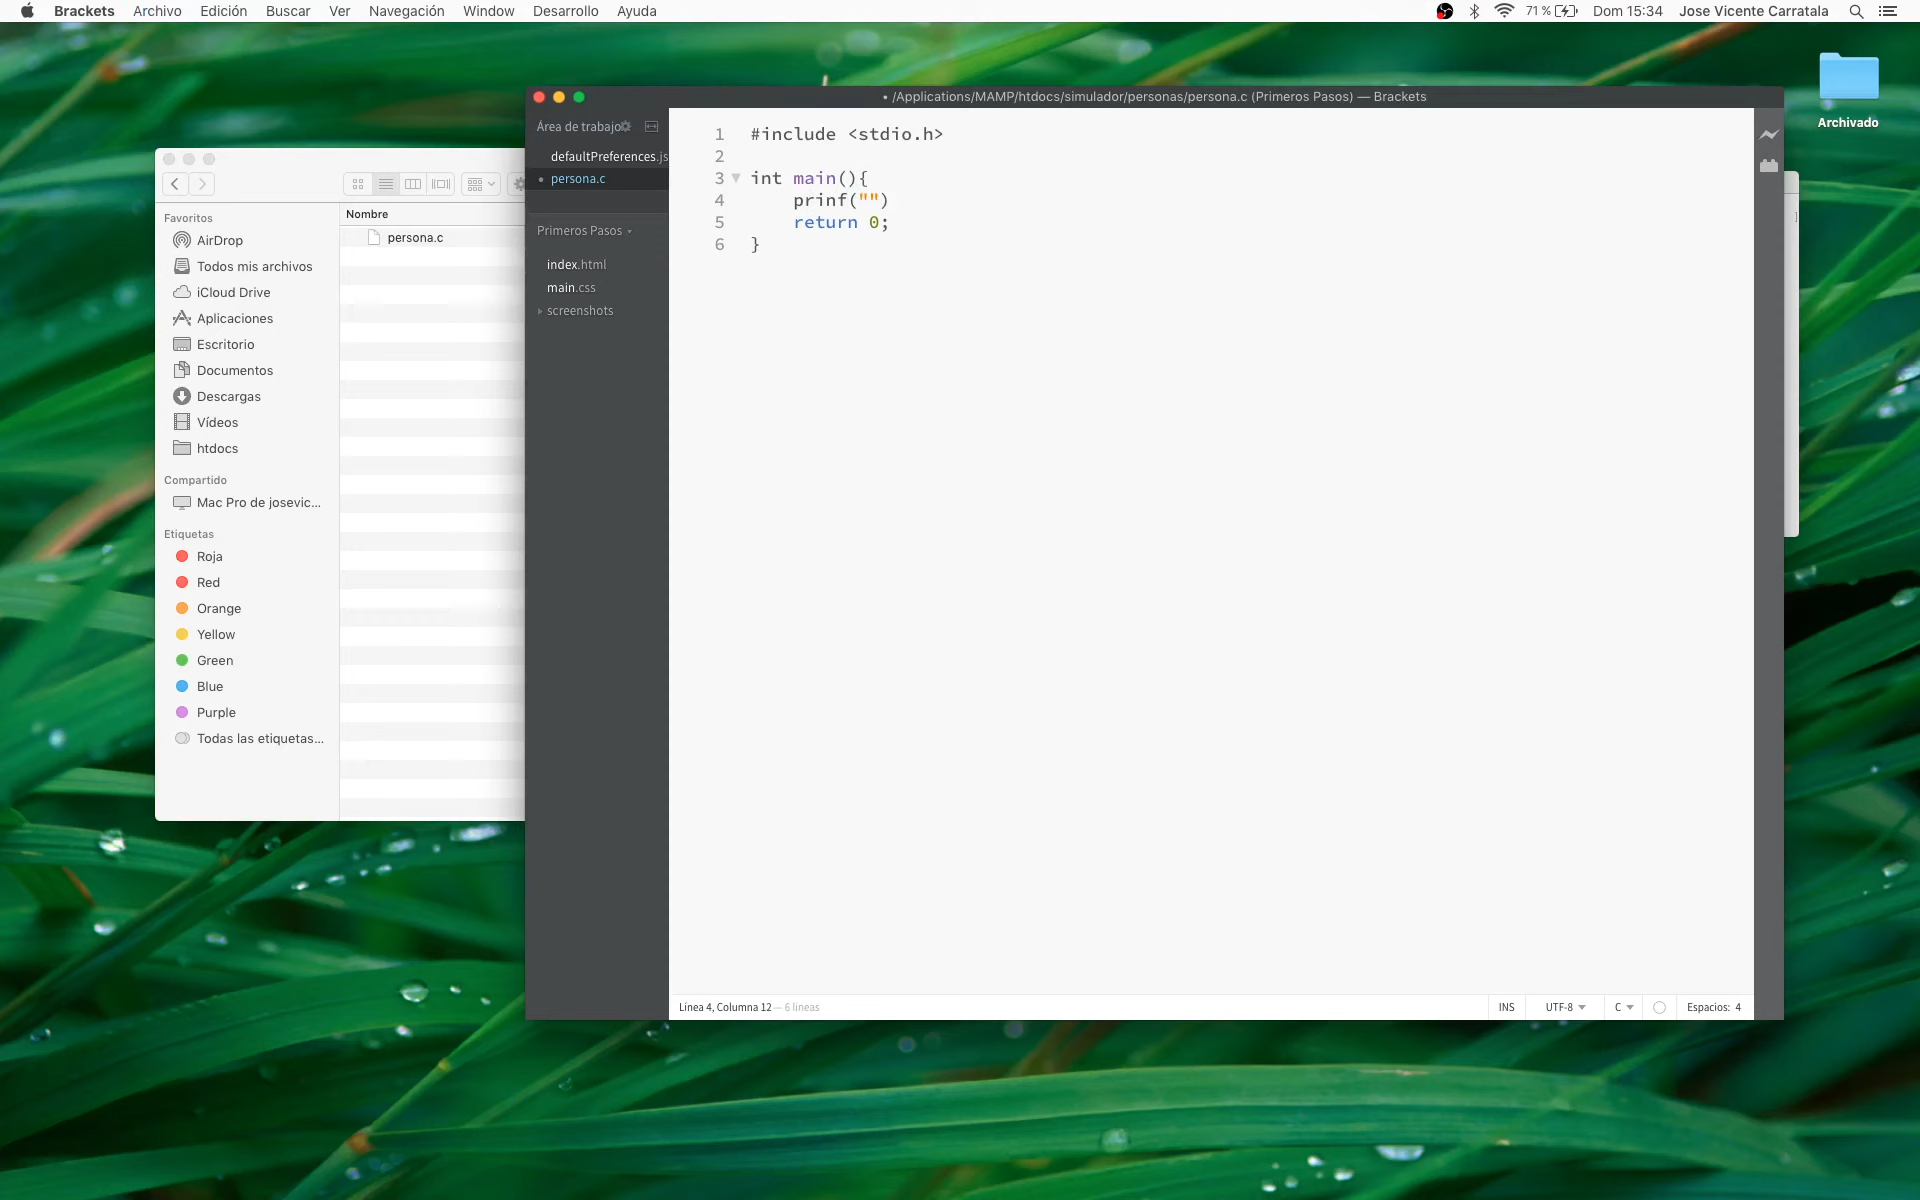 Brackets Archivo Edición Buscar Ver Navegación Window Desarrollo Ayuda 71 % Dom 15:34 Jose Vicente Carratala
Archivado
• /Applications/MAMP/htdocs/simulador/personas/persona.c (Primeros Pasos) — Brackets
Área de trabajo
defaultPreferences.js
persona.c
Primeros Pasos
index.html
main.css
screenshots
1 #include <stdio.h>
2
3 int main(){
4 prinf("")
5 return 0;
6 }
Línea 4, Columna 12 — 6 líneas INS UTF-8 C Espacios: 4
Favoritos
AirDrop
Todos mis archivos
iCloud Drive
Aplicaciones
Escritorio
Documentos
Descargas
Vídeos
htdocs
Compartido
Mac Pro de josevic...
Etiquetas
Roja
Red
Orange
Yellow
Green
Blue
Purple
Todas las etiquetas...
Nombre
persona.c